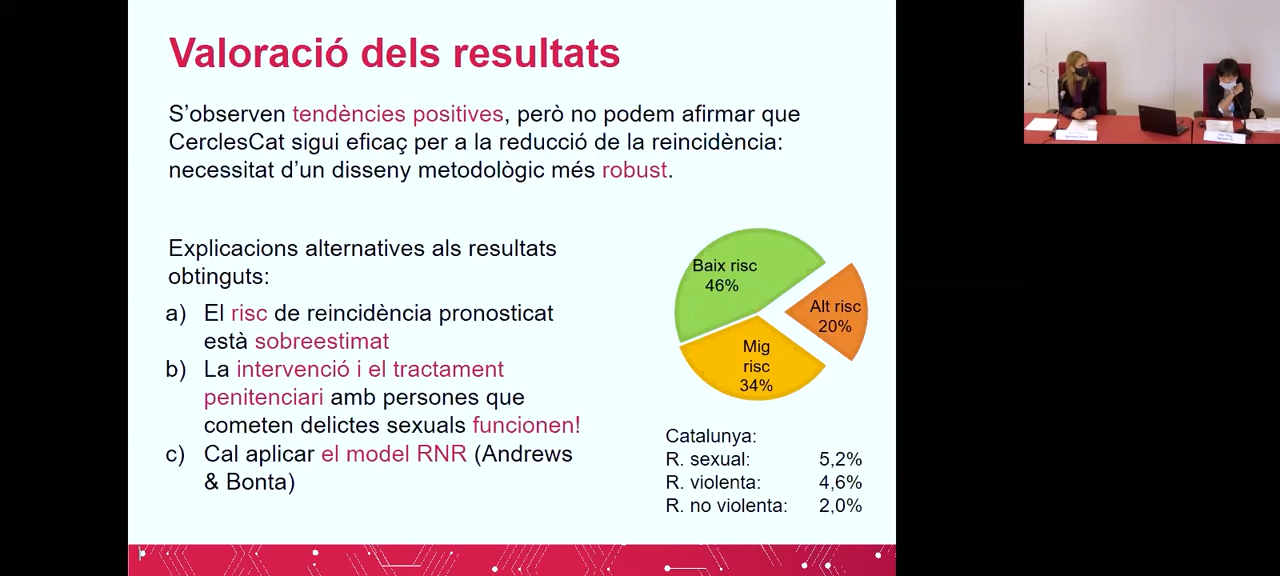 Valoració dels resultats
S’observen tendències positives, però no podem afirmar que
CerclesCat sigui eficaç per a la reducció de la reincidència:
necessitat d’un disseny metodològic més robust.
Explicacions alternatives als resultats
obtinguts:
a) El risc de reincidència pronosticat
està sobreestimat
b) La intervenció i el tractament
penitenciari amb persones que
cometen delictes sexuals funcionen!
c) Cal aplicar el model RNR (Andrews
& Bonta)
Baix risc
46%
Alt risc
20%
Mig
risc
34%
Catalunya:
R. sexual: 5,2%
R. violenta: 4,6%
R. no violenta: 2,0%